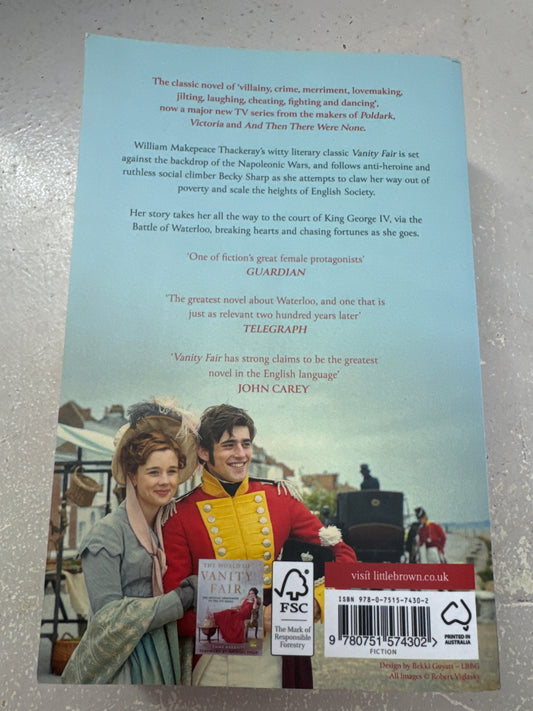 The classic novel of 'villainy, crime, merriment, lovemaking,
jilting, laughing, cheating, fighting and dancing',
now a major new TV series from the makers of Poldark,
Victoria and And Then There Were None.
William Makepeace Thackeray's witty literary classic Vanity Fair is set
against the backdrop of the Napoleonic Wars, and follows anti-heroine and
ruthless social climber Becky Sharp as she attempts to claw her way out of
poverty and scale the heights of English Society.
Her story takes her all the way to the court of King George IV, via the
Battle of Waterloo, breaking hearts and chasing fortunes as she goes.
'One of fiction's great female protagonists'
GUARDIAN
'The greatest novel about Waterloo, and one that is
just as relevant two hundred years later'
TELEGRAPH
'Vanity Fair has strong claims to be the greatest
novel in the English language'
JOHN CAREY
THE WORLD OF
VANITY
FAIR
FSC
The Mark of
Responsible
Forestry
visit littlebrown.co.uk
ISBN 978-0-7515-7430-2
9 780751 574302 >
FICTION
PRINTED IN
AUSTRALIA
Design by Bekki Guyatt – LBBG
All Images © Robert Viglasky